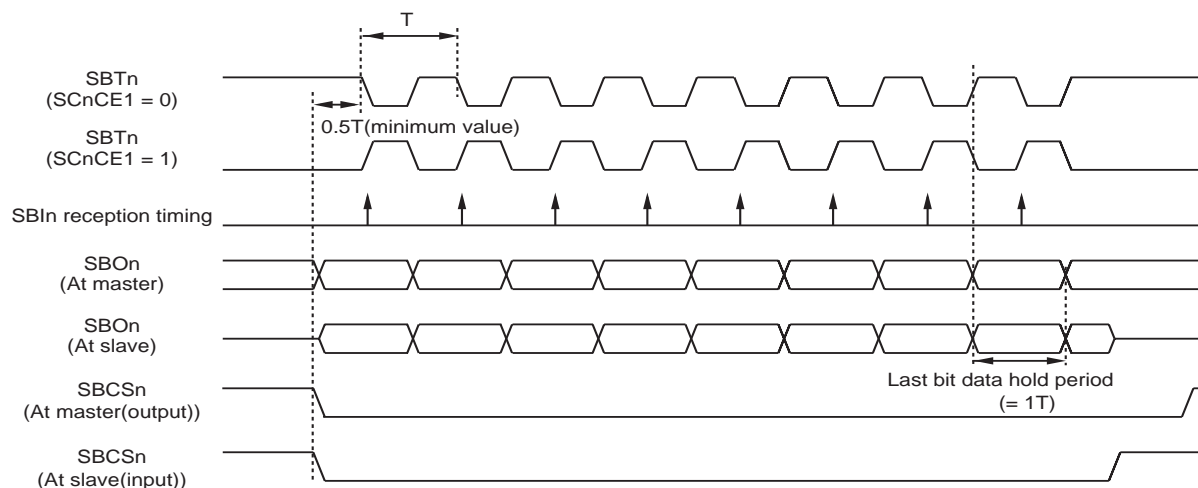 T
SBTn
(SCnCE1 = 0)
0.5T(minimum value)
SBTn
(SCnCE1 = 1)
SBIn reception timing
SBOn
(At master)
SBOn
(At slave)
Last bit data hold period
(= 1T)
SBCSn
(At master(output))
SBCSn
(At slave(input))